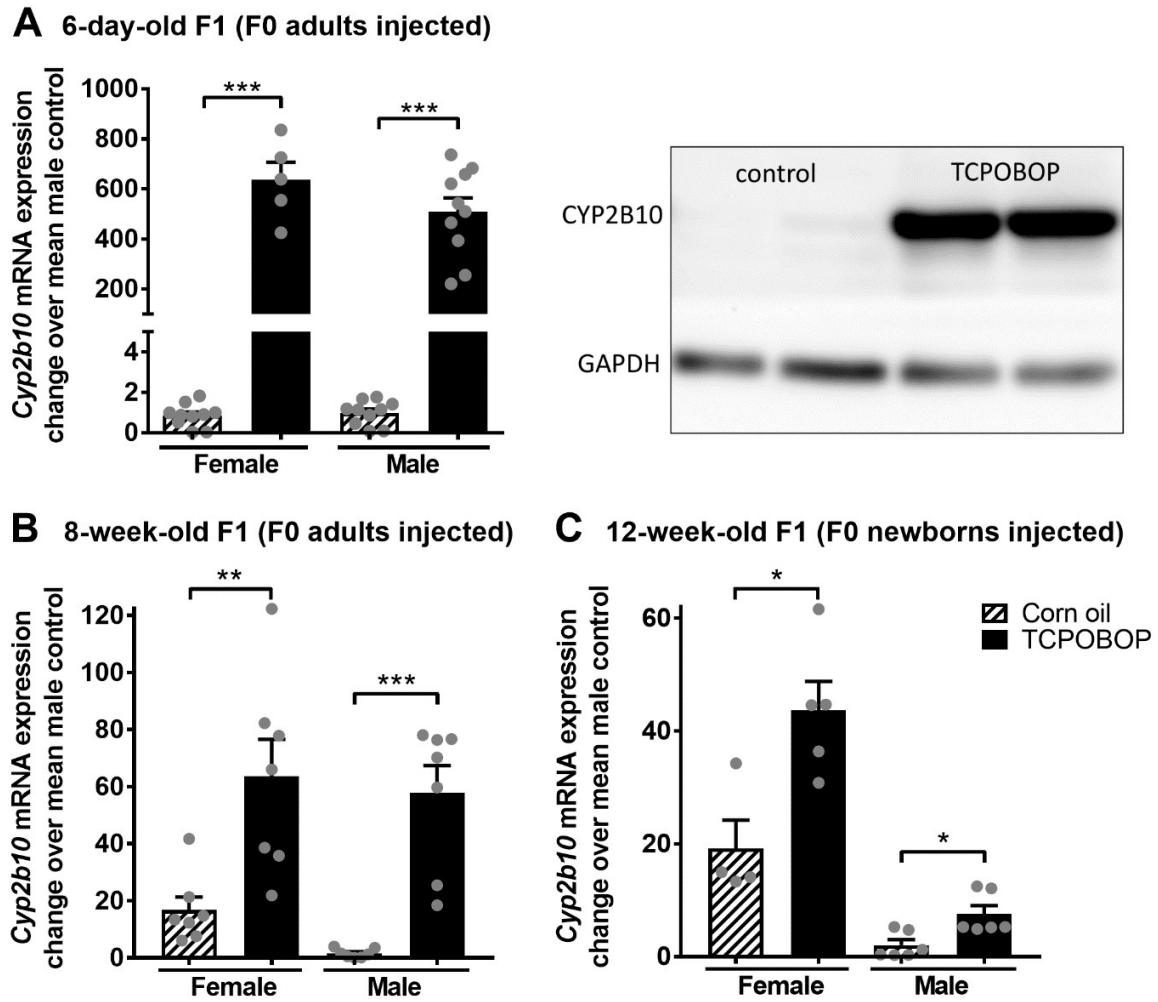 A 6-day-old F1 (F0 adults injected)
Cyp2b10 mRNA expression
change over mean male control
1000
800
600
400
200
4
2
0
***
***
Female
Male
control
TCPOBOP
CYP2B10
GAPDH
B 8-week-old F1 (F0 adults injected)
Cyp2b10 mRNA expression
change over mean male control
120
100
80
60
40
20
0
**
***
Female
Male
C 12-week-old F1 (F0 newborns injected)
Cyp2b10 mRNA expression
change over mean male control
60
40
20
0
*
*
Female
Male
Corn oil
TCPOBOP